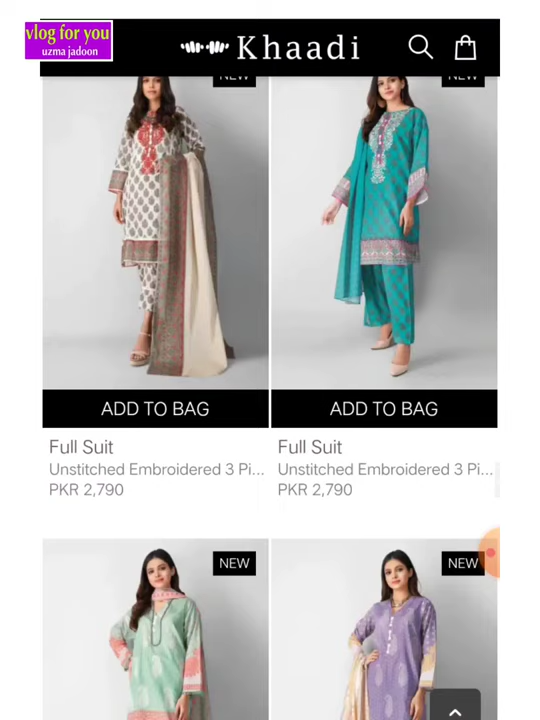 vlog for you
uzma jadoon
Khaadi
NEW
NEW
ADD TO BAG
ADD TO BAG
Full Suit
Full Suit
Unstitched Embroidered 3 Pi...
Unstitched Embroidered 3 Pi...
PKR 2,790
PKR 2,790
NEW
NEW